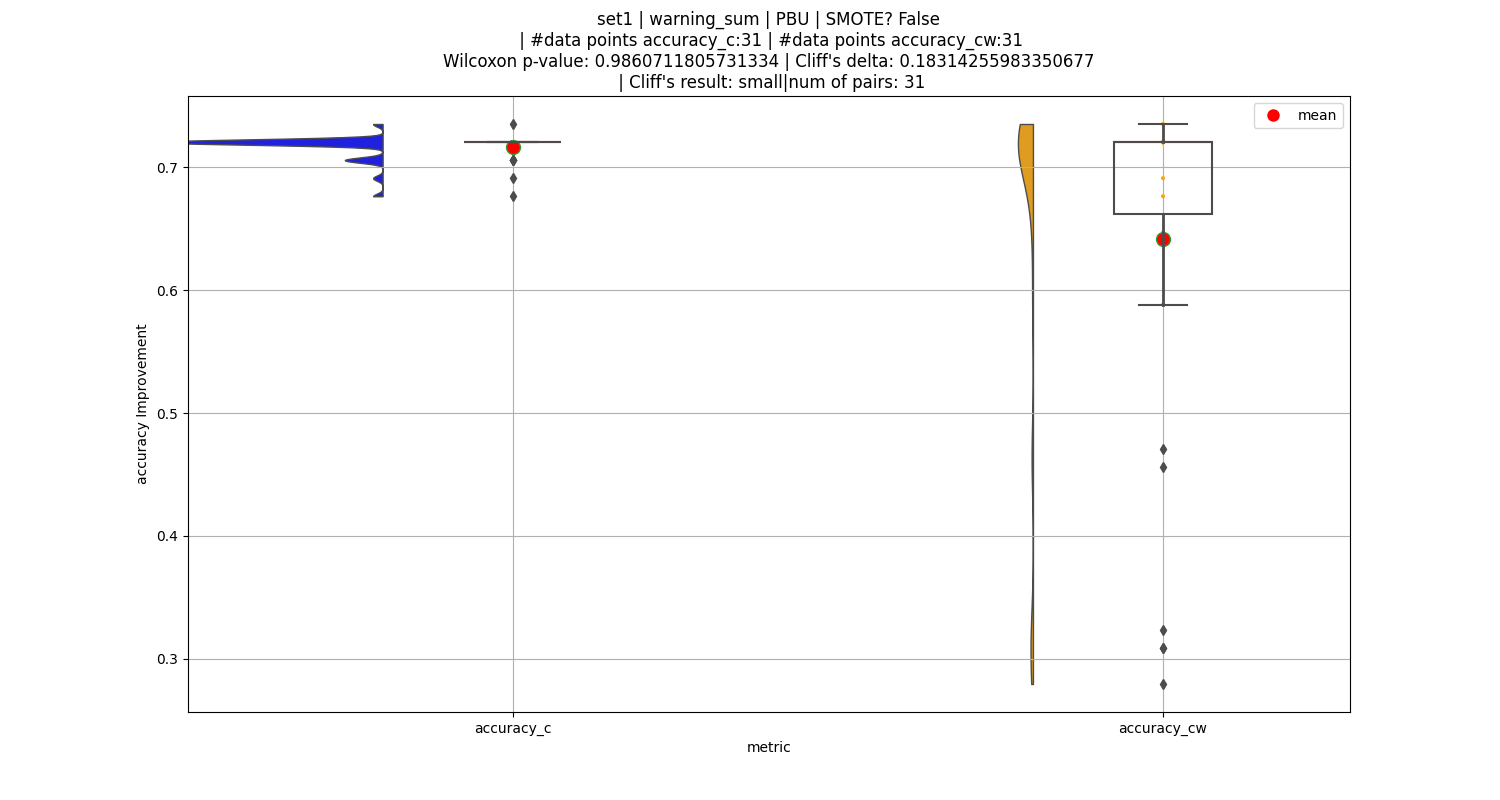 set1 | warning_sum | PBU | SMOTE? False
| #data points accuracy_c:31 | #data points accuracy_cw:31
Wilcoxon p-value: 0.9860711805731334 | Cliff's delta: 0.18314255983350677
| Cliff's result: small|num of pairs: 31
mean
0.7
0.6
0.5
0.4
0.3
accuracy Improvement
accuracy_c
accuracy_cw
metric